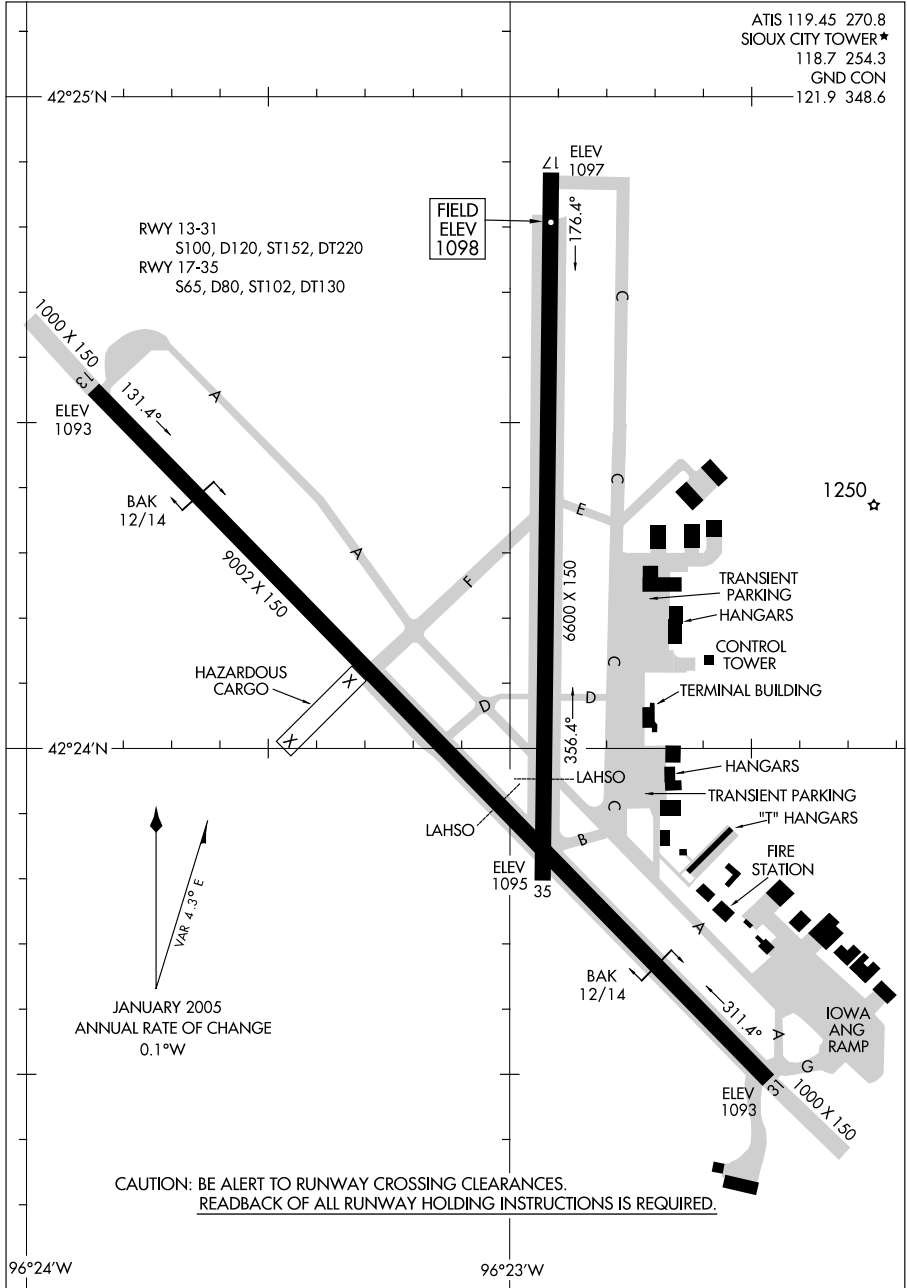 ATIS 119.45 270.8
SIOUX CITY TOWER★
118.7 254.3
GND CON
121.9 348.6
42°25'N
17
ELEV
1097
FIELD
ELEV
1098
176.4°
RWY 13-31
S100, D120, ST152, DT220
RWY 17-35
S65, D80, ST102, DT130
C
1000 X 150
13
131.4°
A
ELEV
1093
BAK
12/14
C
1250
E
9002 X 150
A
F
6600 X 150
TRANSIENT
PARKING
HANGARS
C
CONTROL
TOWER
HAZARDOUS
CARGO
X
TERMINAL BUILDING
D
D
356.4°
X
42°24'N
HANGARS
LAHSO
TRANSIENT PARKING
C
"T" HANGARS
LAHSO
B
FIRE
STATION
ELEV
1095
35
VAR 4.3° E
A
BAK
12/14
JANUARY 2005
ANNUAL RATE OF CHANGE
0.1°W
311.4°
A
IOWA
ANG
RAMP
G
31
ELEV
1093
1000 X 150
CAUTION: BE ALERT TO RUNWAY CROSSING CLEARANCES.
READBACK OF ALL RUNWAY HOLDING INSTRUCTIONS IS REQUIRED.
96°24'W
96°23'W